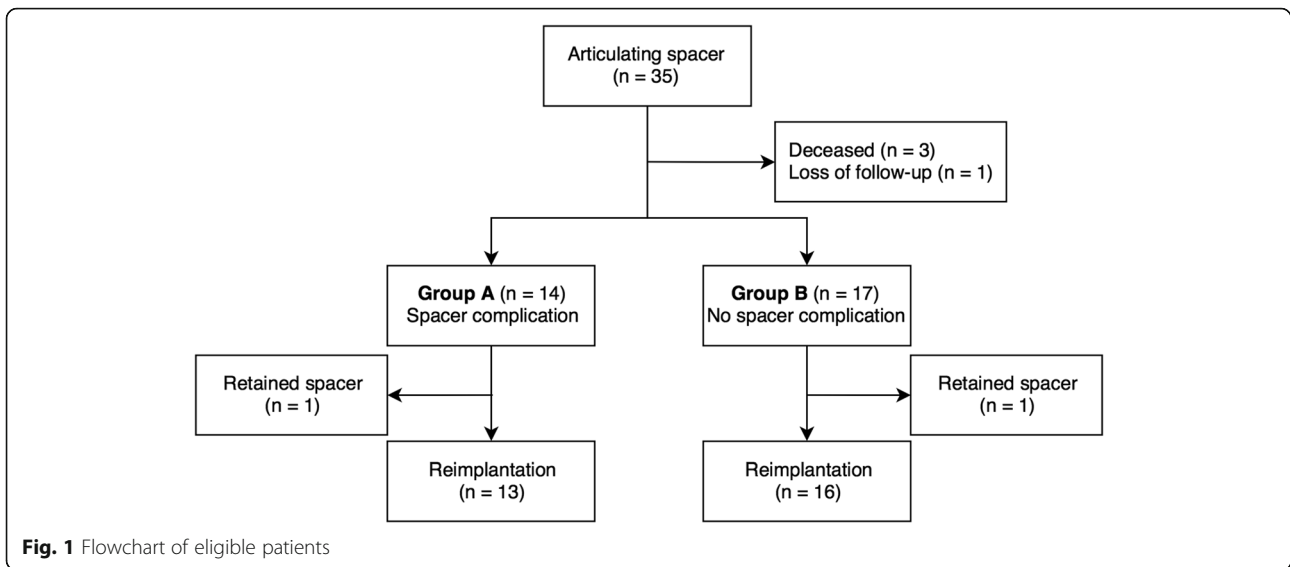 Articulating spacer
(n = 35)
Deceased (n = 3)
Loss of follow-up (n = 1)
Group A (n = 14)
Spacer complication
Group B (n = 17)
No spacer complication
Retained spacer
(n = 1)
Retained spacer
(n = 1)
Reimplantation
(n = 13)
Reimplantation
(n = 16)
Fig. 1 Flowchart of eligible patients